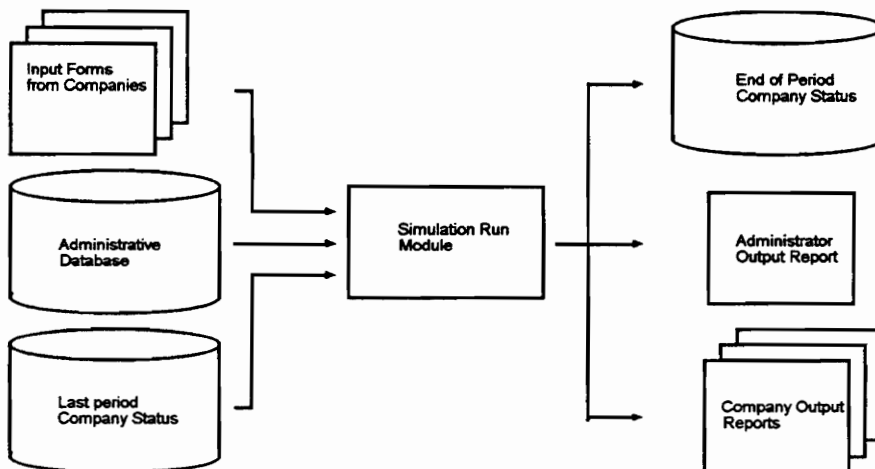 Input Forms
from Companies
Administrative
Database
Last period
Company Status
Simulation Run
Module
End of Period
Company Status
Administrator
Output Report
Company Output
Reports